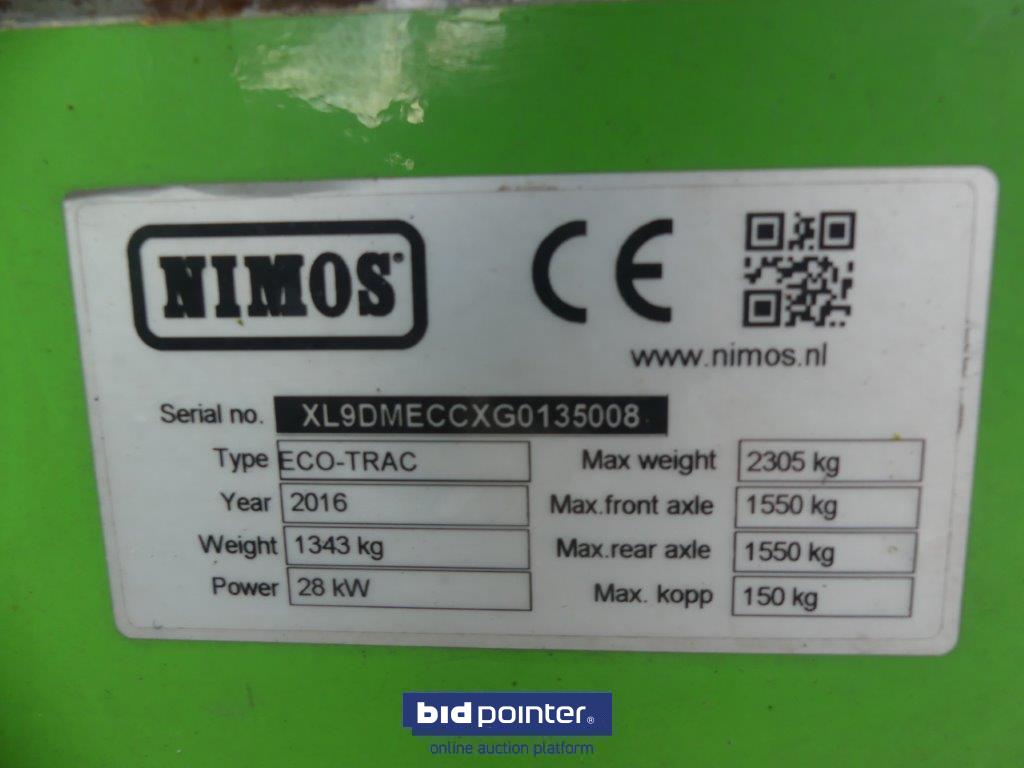 NIMOS®
CE
www.nimos.nl
Serial no. XL9DMECCXG0135008
Type ECO-TRAC
Max weight 2305 kg
Year 2016
Max.front axle 1550 kg
Weight 1343 kg
Max.rear axle 1550 kg
Power 28 kW
Max. kopp 150 kg
bidpointer®
online auction platform